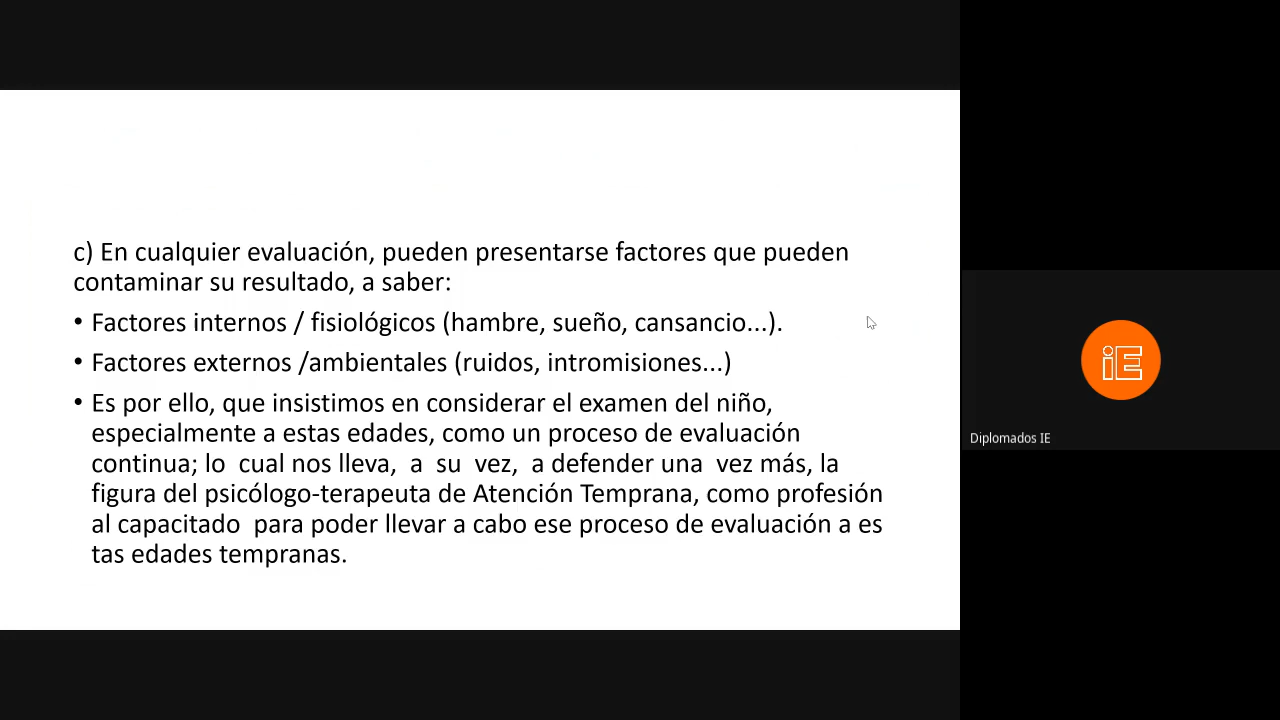 c) En cualquier evaluación, pueden presentarse factores que pueden
contaminar su resultado, a saber:
• Factores internos / fisiológicos (hambre, sueño, cansancio...).
• Factores externos /ambientales (ruidos, intromisiones...)
• Es por ello, que insistimos en considerar el examen del niño,
especialmente a estas edades, como un proceso de evaluación
continua; lo  cual nos lleva,  a  su  vez,  a defender una  vez más, la
figura del psicólogo-terapeuta de Atención Temprana, como profesión
al capacitado  para poder llevar a cabo ese proceso de evaluación a es
tas edades tempranas.
iE
Diplomados IE